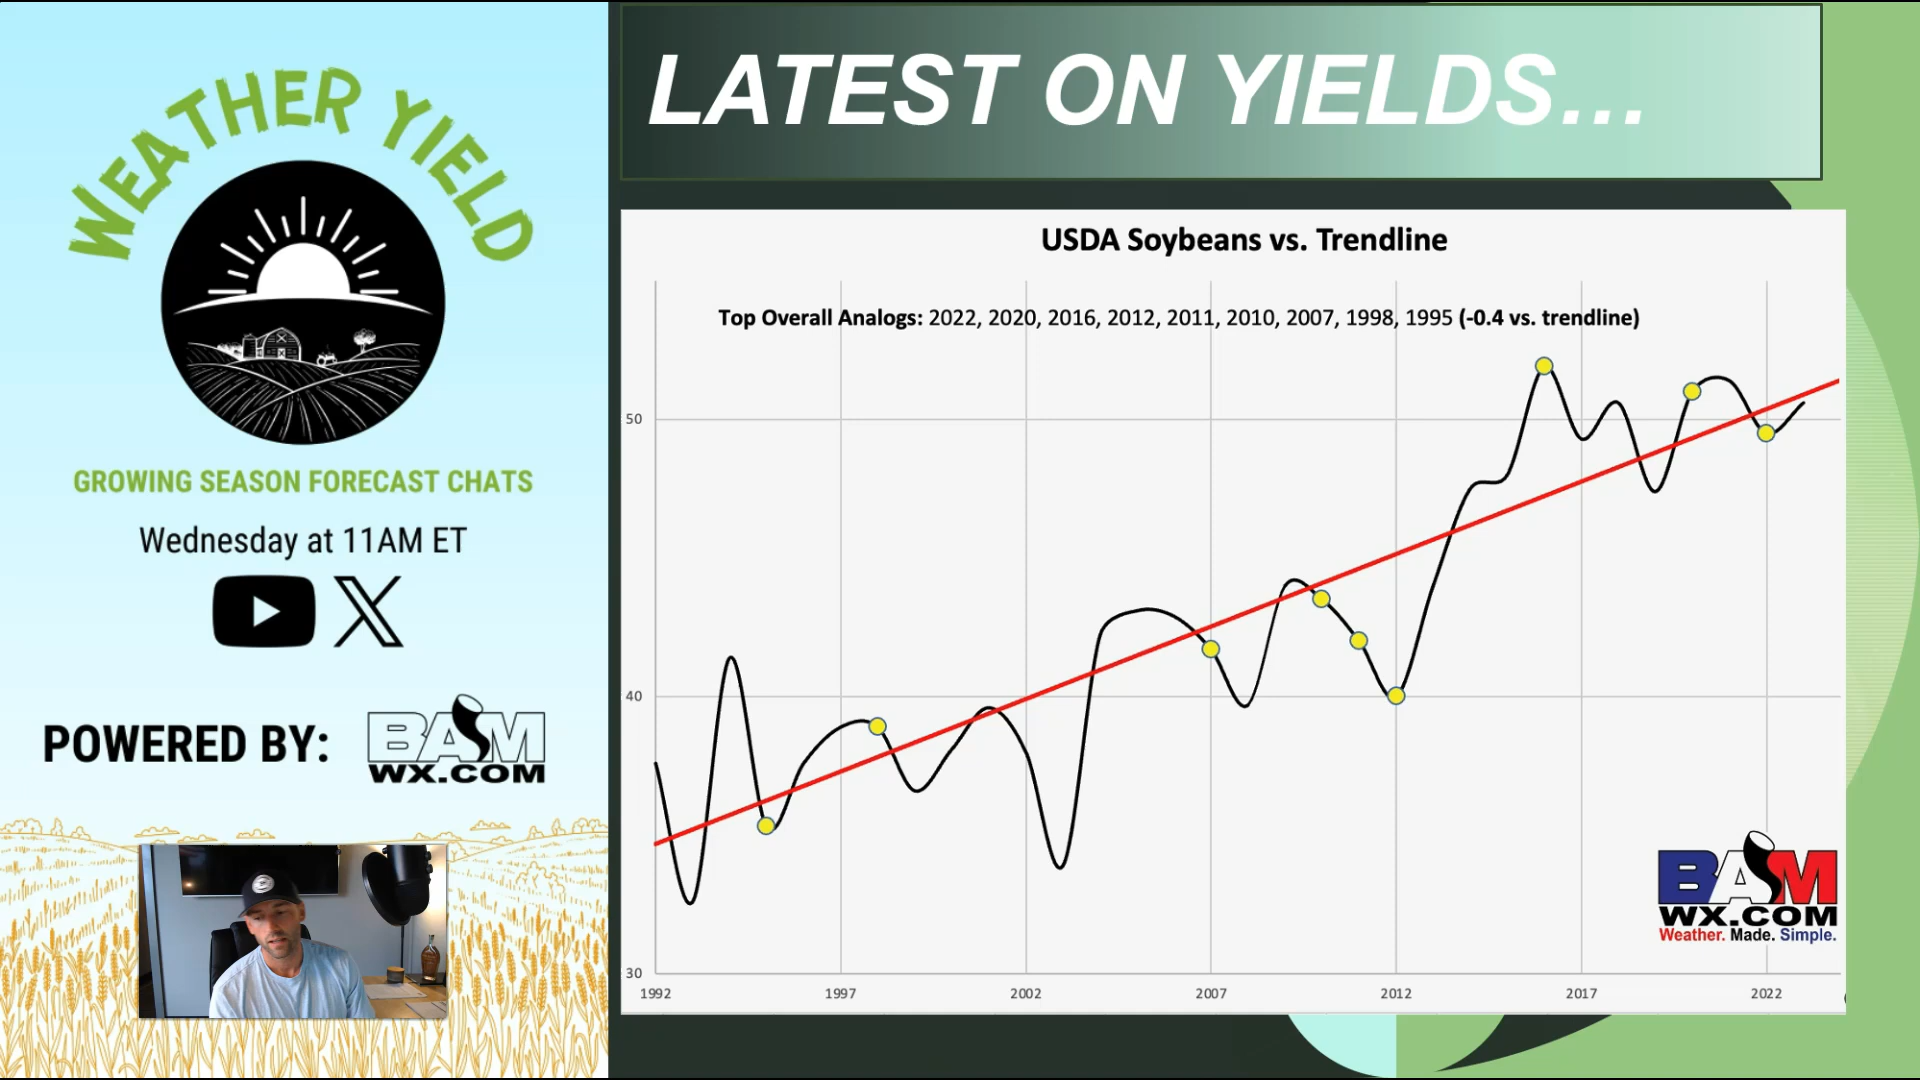 WEATHER YIELD
GROWING SEASON FORECAST CHATS
Wednesday at 11AM ET
POWERED BY:
BAM
WX.COM
LATEST ON YIELDS...
USDA Soybeans vs. Trendline
Top Overall Analogs: 2022, 2020, 2016, 2012, 2011, 2010, 2007, 1998, 1995 (-0.4 vs. trendline)
50
40
30
1992 1997 2002 2007 2012 2017 2022
BAM
WX.COM
Weather. Made. Simple.